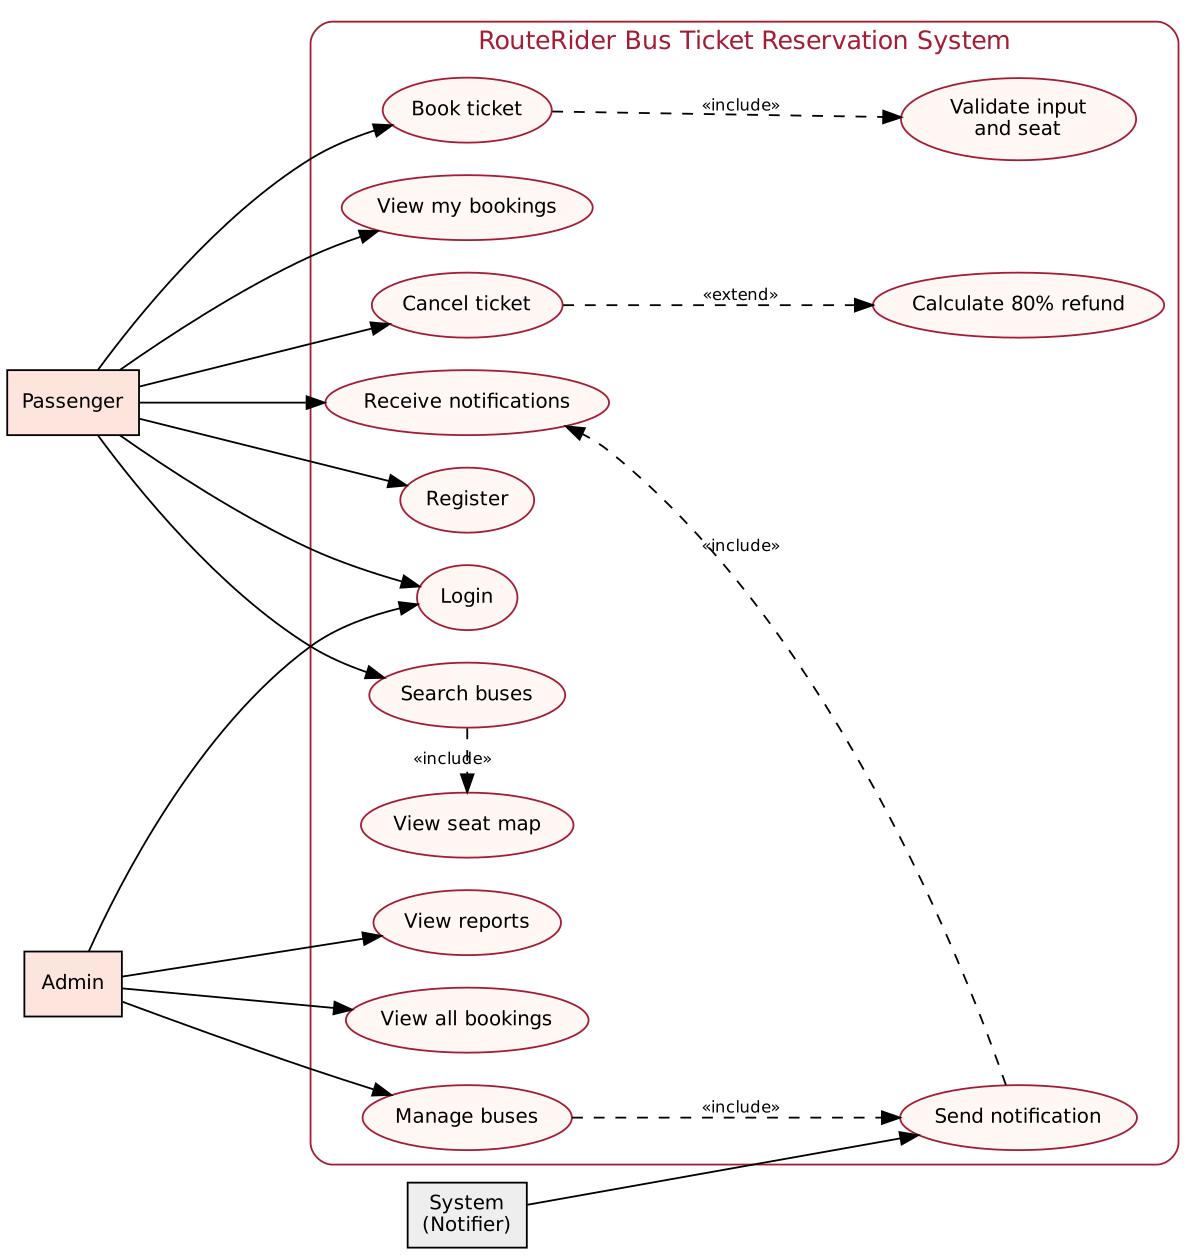 RouteRider Bus Ticket Reservation System
Book ticket
«include»
Validate input
and seat
View my bookings
Cancel ticket
«extend»
Calculate 80% refund
Passenger
Receive notifications
Register
«include»
Login
Search buses
«include»
View seat map
View reports
Admin
View all bookings
Manage buses
«include»
Send notification
System
(Notifier)